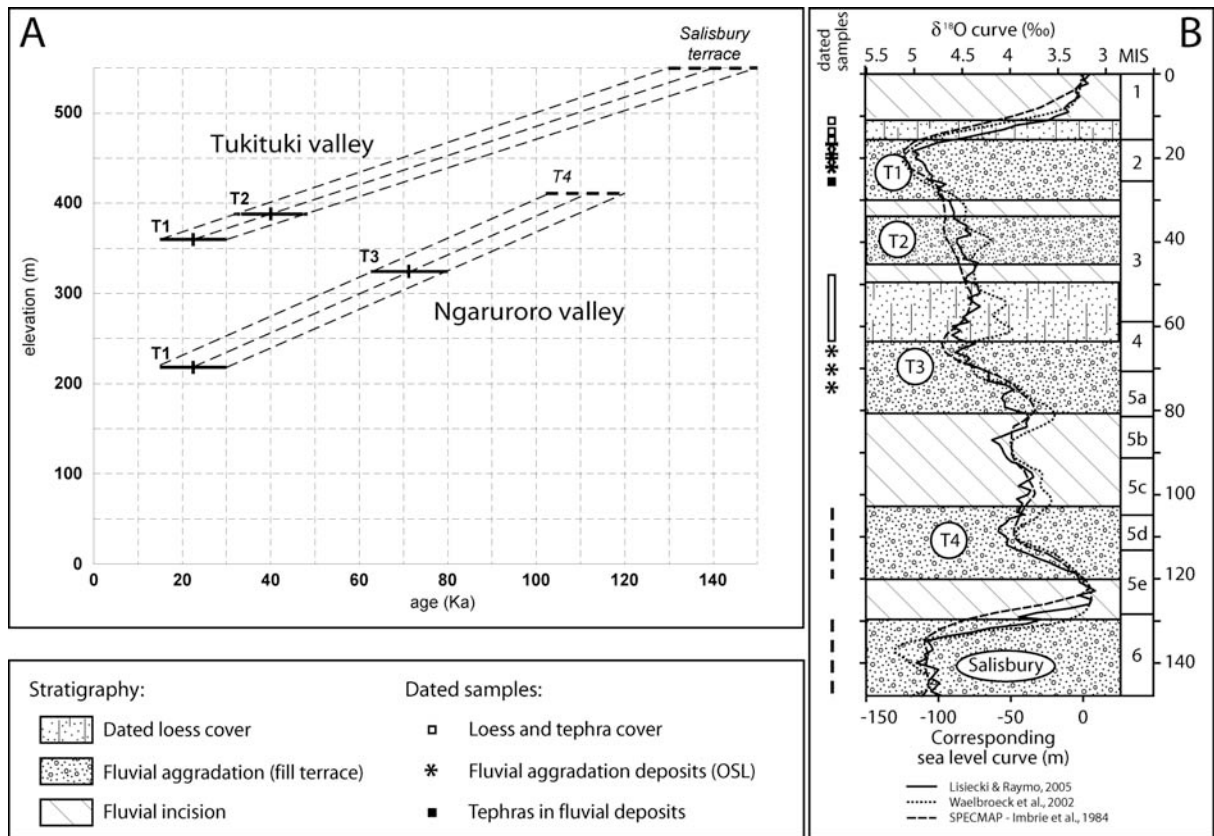 A
Salisbury
terrace
500
400
300
200
100
0
elevation (m)
Tukituki valley
T1
T2
T4
T3
T1
Ngaruroro valley
0 20 40 60 80 100 120 140
age (Ka)
Stratigraphy:
Dated loess cover
Fluvial aggradation (fill terrace)
Fluvial incision
Dated samples:
Loess and tephra cover
Fluvial aggradation deposits (OSL)
Tephras in fluvial deposits
B
dated
samples
δ 18O curve (‰)
5.5 5 4.5 4 3.5 3
MIS
0
20
40
60
80
100
120
140
1
2
3
4
5a
5b
5c
5d
5e
6
T1
T2
T3
T4
Salisbury
-150 -100 -50 0
Corresponding
sea level curve (m)
Lisiecki & Raymo, 2005
Waelbroeck et al., 2002
SPECMAP - Imbrie et al., 1984